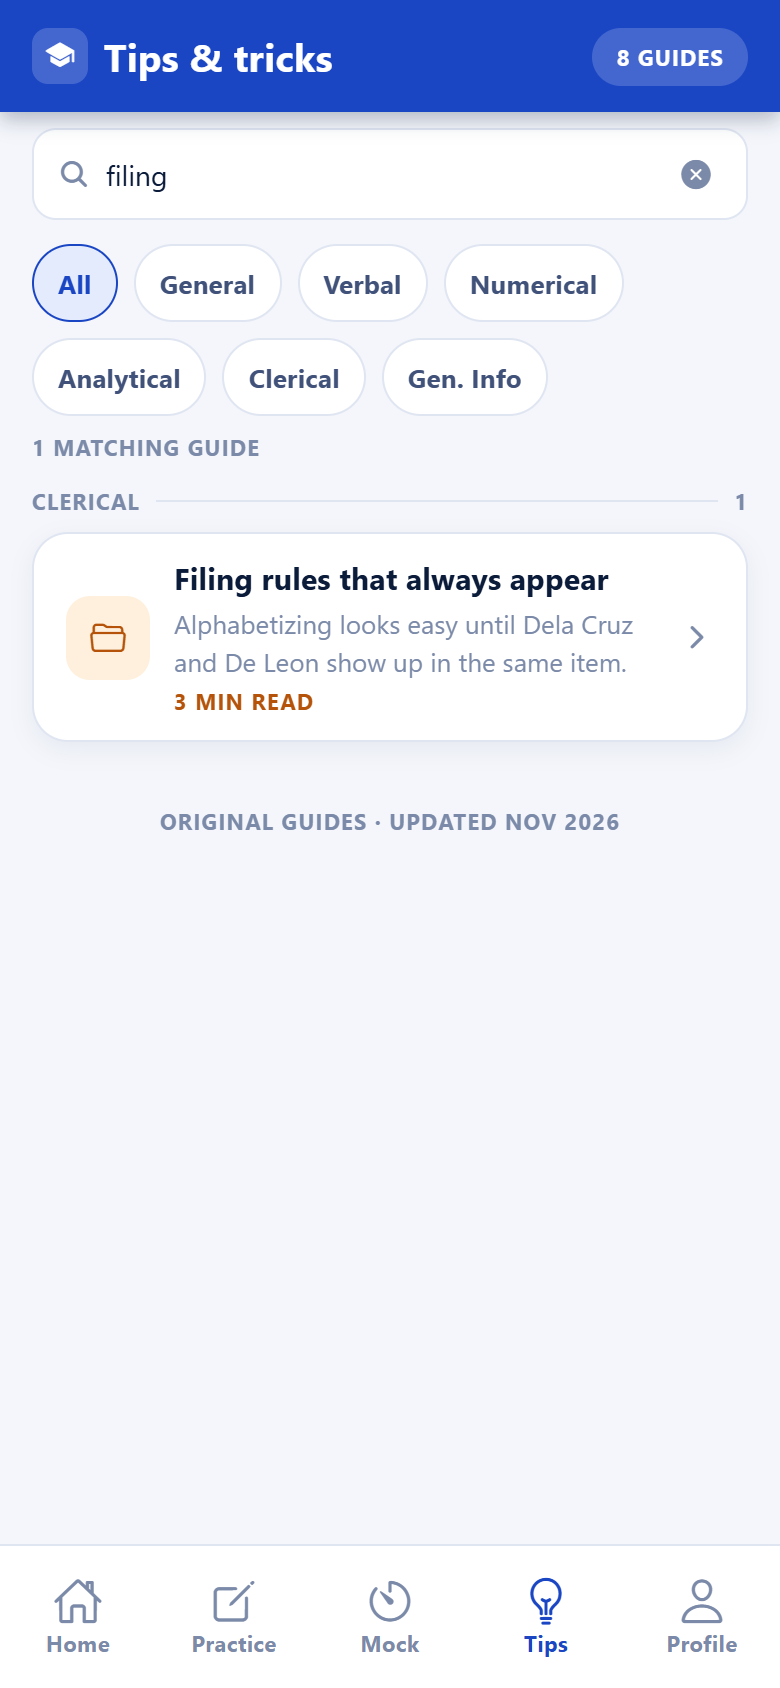 Tips & tricks
8 GUIDES
filing
All
General
Verbal
Numerical
Analytical
Clerical
Gen. Info
1 MATCHING GUIDE
CLERICAL
1
Filing rules that always appear
Alphabetizing looks easy until Dela Cruz
and De Leon show up in the same item.
3 MIN READ
ORIGINAL GUIDES · UPDATED NOV 2026
Home
Practice
Mock
Tips
Profile